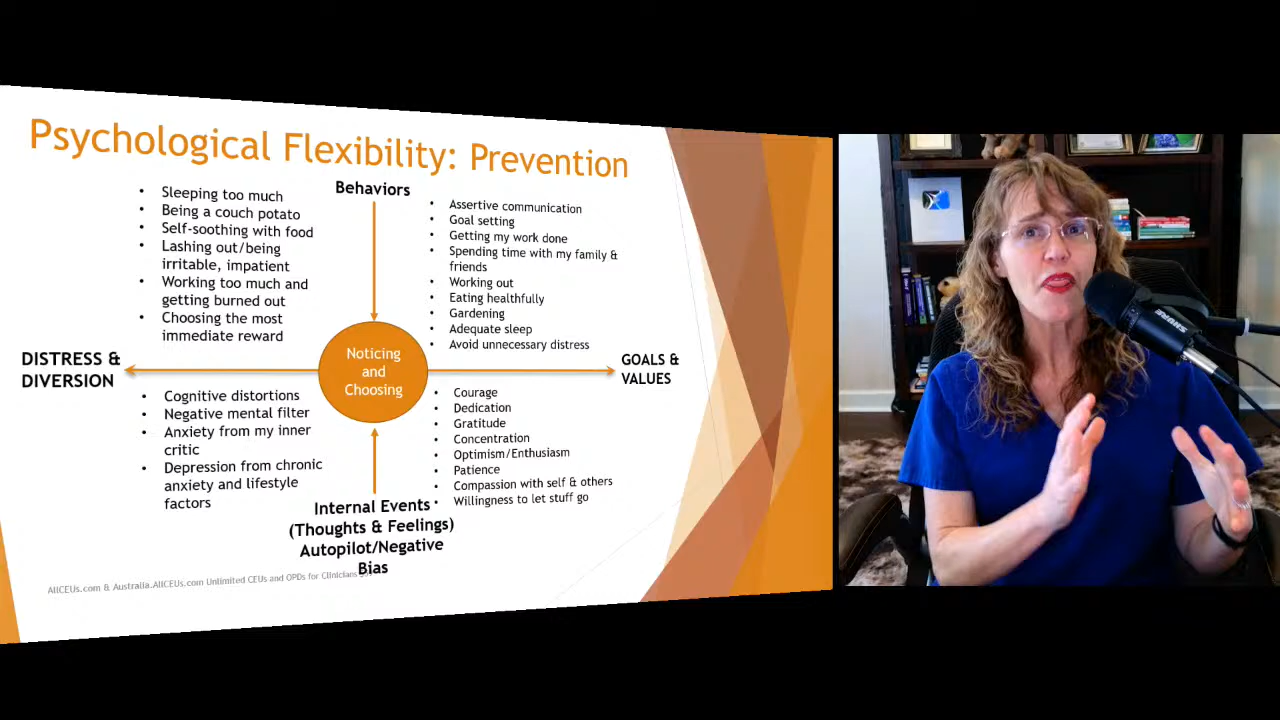 Psychological Flexibility: Prevention
Behaviors
• Sleeping too much
• Being a couch potato
• Self-soothing with food
• Lashing out/being
irritable, impatient
• Working too much and
getting burned out
• Choosing the most
immediate reward
• Assertive communication
• Goal setting
• Getting my work done
• Spending time with my family &
friends
• Working out
• Eating healthfully
• Gardening
• Adequate sleep
• Avoid unnecessary distress
DISTRESS &
DIVERSION
Noticing
and
Choosing
GOALS &
VALUES
• Cognitive distortions
• Negative mental filter
• Anxiety from my inner
critic
• Depression from chronic
anxiety and lifestyle
factors
• Courage
• Dedication
• Gratitude
• Concentration
• Optimism/Enthusiasm
• Patience
• Compassion with self & others
• Willingness to let stuff go
Internal Events
(Thoughts & Feelings)
Autopilot/Negative
Bias
AllCEUs.com & Australia.AllCEUs.com Unlimited CEUs and OPDs for Clinicians
SHURE